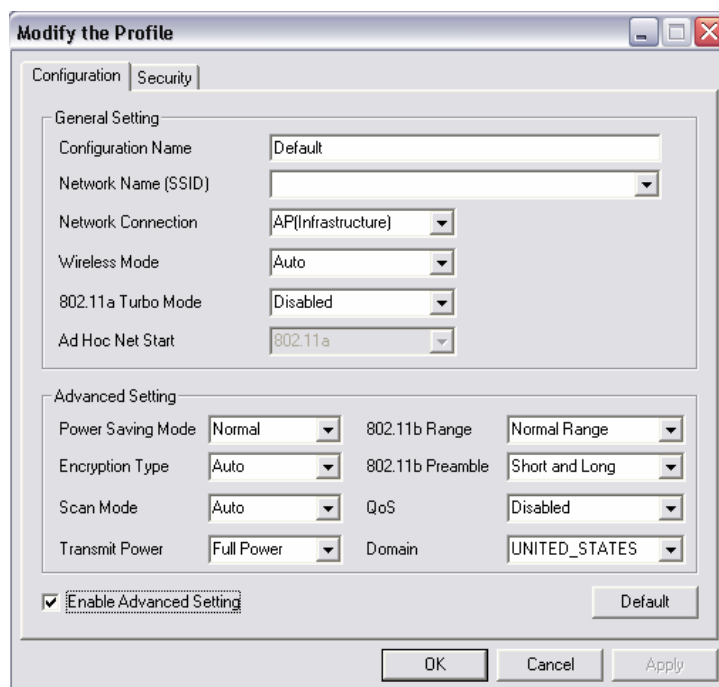 Modify the Profile
Configuration
Security
General Setting
Configuration Name Default
Network Name (SSID)
Network Connection AP(Infrastructure)
Wireless Mode Auto
802.11a Turbo Mode Disabled
Ad Hoc Net Start 802.11a
Advanced Setting
Power Saving Mode Normal 802.11b Range Normal Range
Encryption Type Auto 802.11b Preamble Short and Long
Scan Mode Auto QoS Disabled
Transmit Power Full Power Domain UNITED_STATES
Enable Advanced Setting Default
OK Cancel Apply